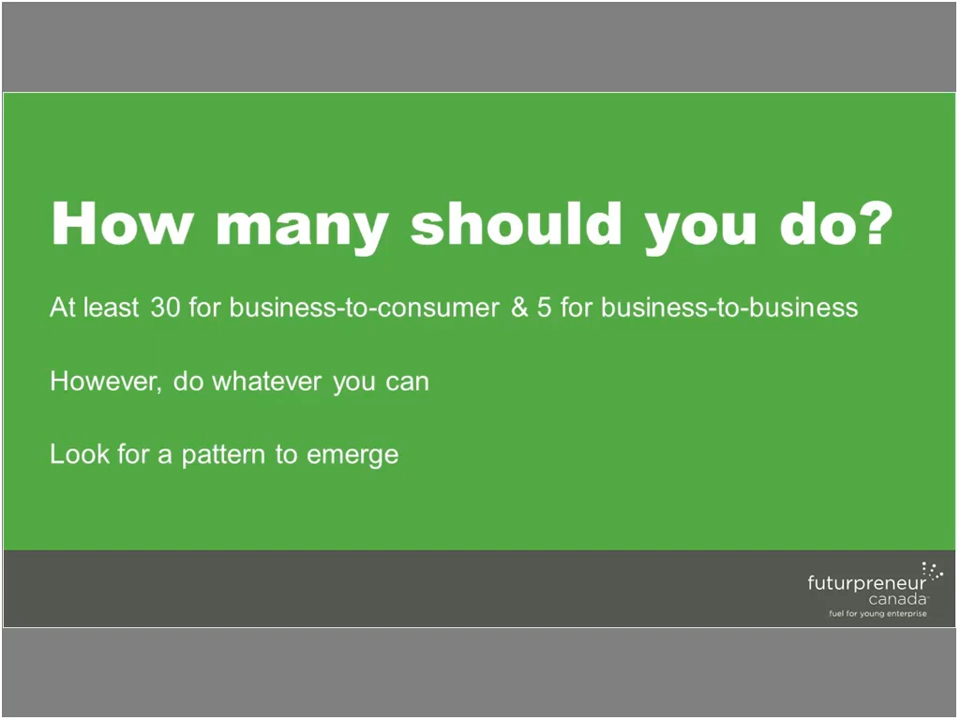 How many should you do?
At least 30 for business-to-consumer & 5 for business-to-business
However, do whatever you can
Look for a pattern to emerge
futurpreneur
canada
fuel for young enterprise